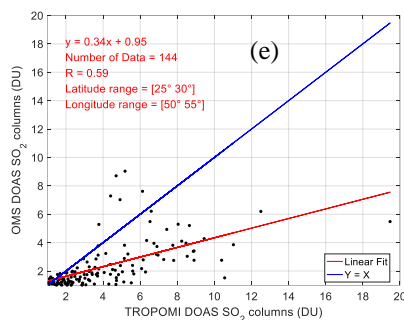 20
18
16
14
12
10
8
6
4
2
OMS DOAS SO2 columns (DU)
y = 0.34x + 0.95
Number of Data = 144
R = 0.59
Latitude range = [25° 30°]
Longitude range = [50° 55°]
(e)
Linear Fit
Y = X
2 4 6 8 10 12 14 16 18 20
TROPOMI DOAS SO2 columns (DU)